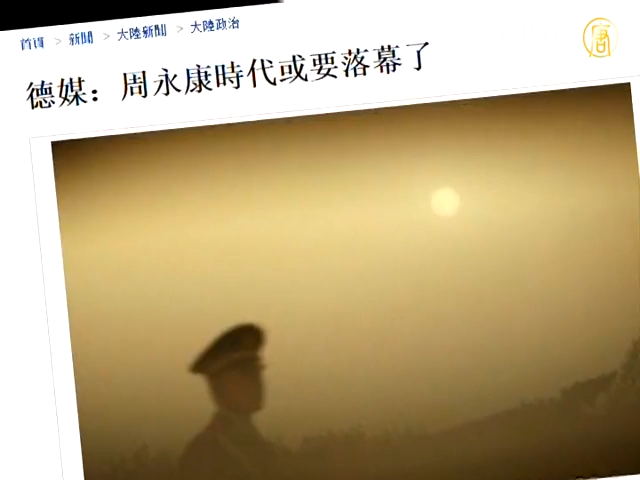 首頁 > 新聞 > 大陸新聞 > 大陸政治
唐
德媒：周永康時代或要落幕了